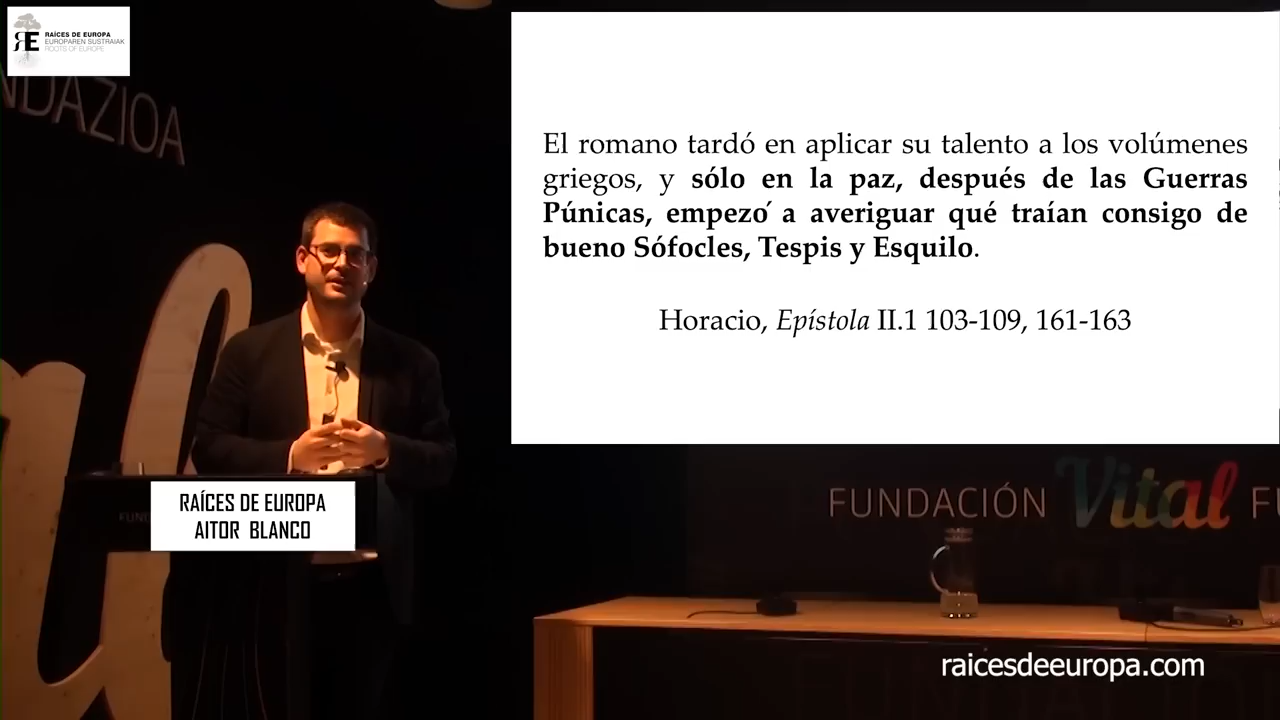 RAÍCES DE EUROPA
EUROPAREN SUSTRAIAK
ROOTS OF EUROPE
NDAZIOA
El romano tardó en aplicar su talento a los volúmenes
griegos, y sólo en la paz, después de las Guerras
Púnicas, empezó a averiguar qué traían consigo de
bueno Sófocles, Tespis y Esquilo.
Horacio, Epístola II.1 103-109, 161-163
RAÍCES DE EUROPA
AITOR BLANCO
FUNDACIÓN Vital FU
raicesdeeuropa.com